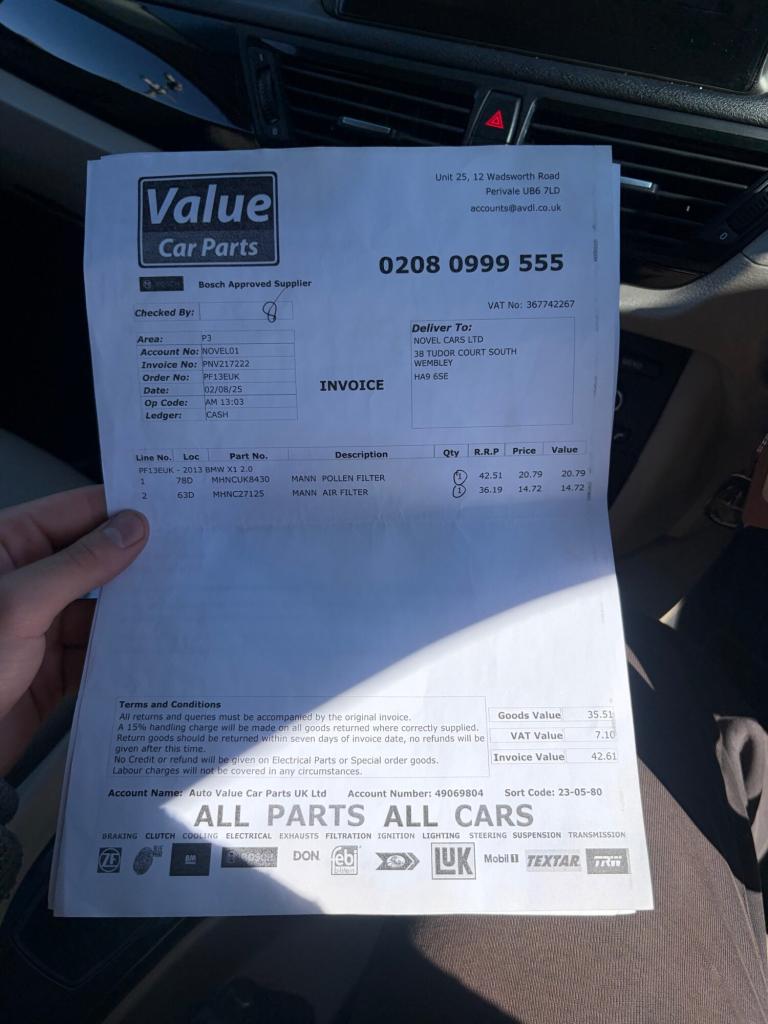 Value
Car Parts
Unit 25, 12 Wadsworth Road
Perivale UB6 7LD
accounts@avdi.co.uk
0208 0999 555
BOSCH Bosch Approved Supplier
VAT No: 367742267
Checked By:
Deliver To:
NOVEL CARS LTD
38 TUDOR COURT SOUTH
WEMBLEY
HA9 6SE
Area: P3
Account No: NOVEL01
Invoice No: PNV217222
Order No: PF13EUK
Date: 02/08/25
Op Code: AM 13:03
Ledger: CASH
INVOICE
Line No. Loc Part No. Description Qty R.R.P Price Value
PF13EUK - 2013 BMW X1 2.0
1 78D MHNCUK8430 MANN POLLEN FILTER 1 42.51 20.79 20.79
2 63D MHNC27125 MANN AIR FILTER 1 36.19 14.72 14.72
Terms and Conditions
All returns and queries must be accompanied by the original invoice.
A 15% handling charge will be made on all goods returned where correctly supplied.
Return goods should be returned within seven days of invoice date, no refunds will be
given after this time.
No Credit or refund will be given on Electrical Parts or Special order goods.
Labour charges will not be covered in any circumstances.
Goods Value 35.51
VAT Value 7.10
Invoice Value 42.61
Account Name: Auto Value Car Parts UK Ltd Account Number: 49069804 Sort Code: 23-05-80
ALL PARTS ALL CARS
BRAKING CLUTCH COOLING ELECTRICAL EXHAUSTS FILTRATION IGNITION LIGHTING STEERING SUSPENSION TRANSMISSION
ZF BM BOSCH DON febi bilstein LUK Mobil 1 TEXTAR TRW